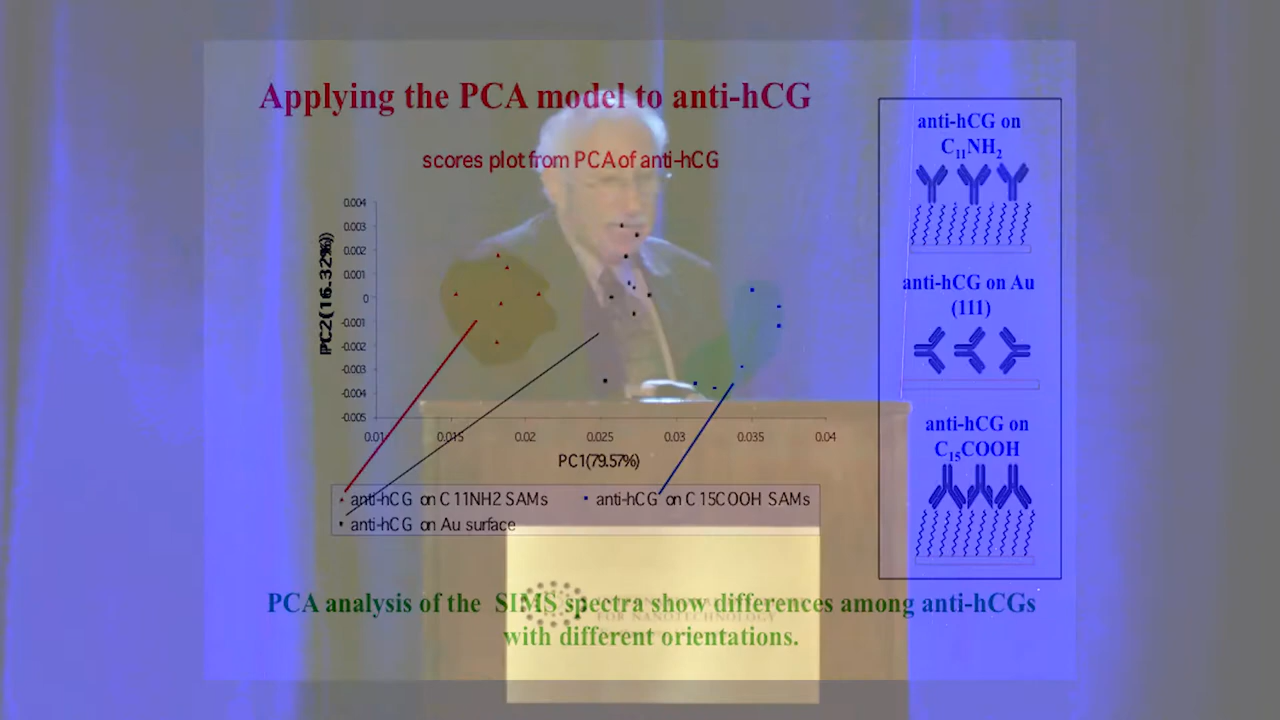 Applying the PCA model to anti-hCG
scores plot from PCA of anti-hCG
PC2(16.32%)
0.004
0.003
0.002
0.001
0
-0.001
-0.002
-0.003
-0.004
-0.005
0.01
0.015
0.02
0.025
0.03
0.035
0.04
PC1(79.57%)
anti-hCG on C11NH2 SAMs
anti-hCG on C15COOH SAMs
anti-hCG on Au surface
anti-hCG on
C₁₁NH₂
anti-hCG on Au
(111)
anti-hCG on
C₁₅COOH
PCA analysis of the SIMS spectra show differences among anti-hCGs
with different orientations.
FOR NANOTECHNOLOGY